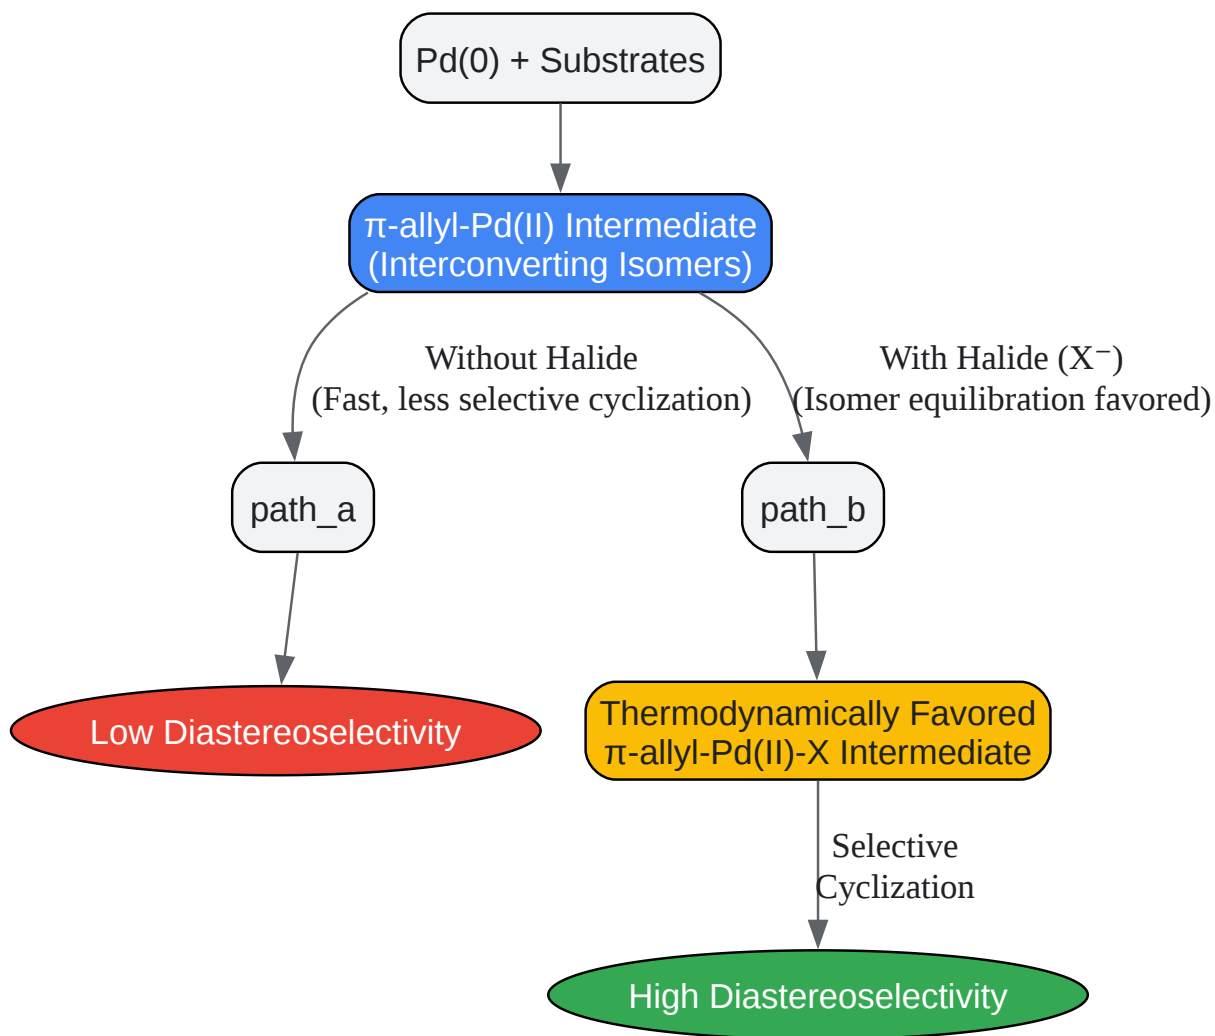 Pd(0) + Substrates
π-allyl-Pd(II) Intermediate
(Interconverting Isomers)
Without Halide
(Fast, less selective cyclization)
With Halide (X⁻)
(Isomer equilibration favored)
path_a
path_b
Low Diastereoselectivity
Thermodynamically Favored
π-allyl-Pd(II)-X Intermediate
Selective
Cyclization
High Diastereoselectivity